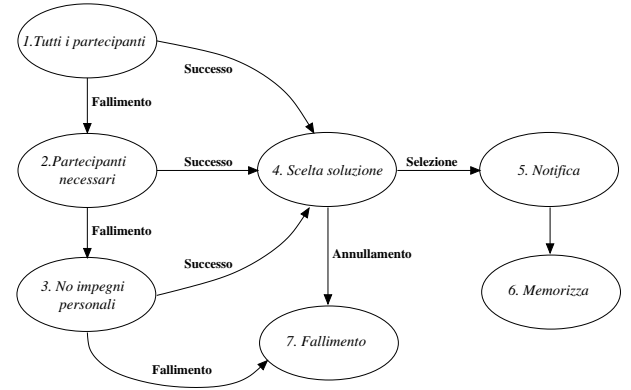 1.Tutti i partecipanti
Successo
Fallimento
2.Partecipanti
necessari
Successo
4. Scelta soluzione
Selezione
5. Notifica
Fallimento
Successo
Annullamento
3. No impegni
personali
6. Memorizza
7. Fallimento
Fallimento